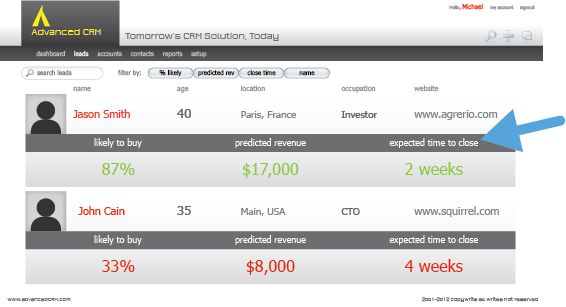 Hello, Michael my account signout
Advanced CRM
Tomorrow's CRM Solution, Today
dashboard leads accounts contacts reports setup
search leads filter by: % likely predicted rev close time name
name age location occupation website
Jason Smith 40 Paris, France Investor www.agrerio.com
likely to buy predicted revenue expected time to close
87% $17,000 2 weeks
John Cain 35 Main, USA CTO www.squirrel.com
likely to buy predicted revenue expected time to close
33% $8,000 4 weeks
www.advancedcrm.com 2001-2012 copywrite all writes not reserved